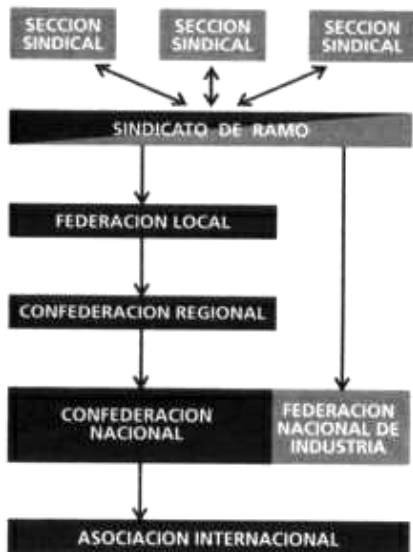 SECCION
SINDICAL
SECCION
SINDICAL
SECCION
SINDICAL
SINDICATO DE RAMO
FEDERACION LOCAL
CONFEDERACION REGIONAL
CONFEDERACION
NACIONAL
FEDERACION
NACIONAL DE
INDUSTRIA
ASOCIACION INTERNACIONAL